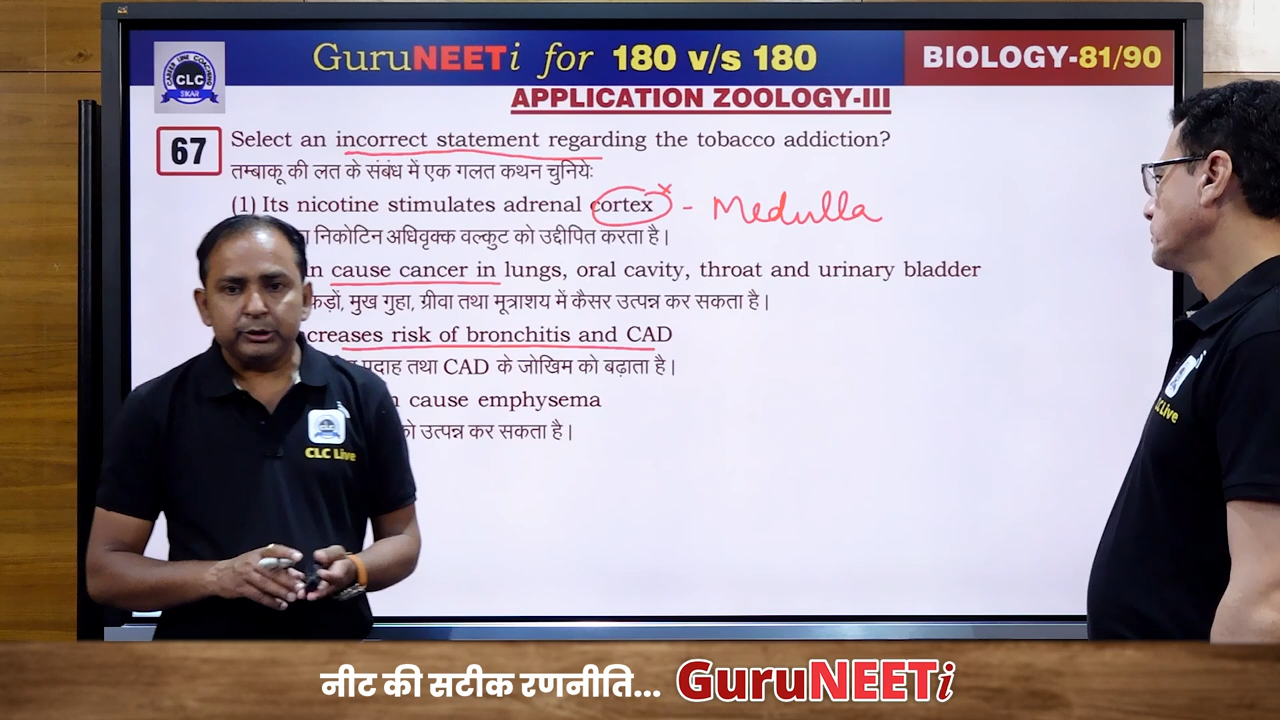 GuruNEETi for 180 v/s 180
BIOLOGY-81/90
CLC
SIKAR
APPLICATION ZOOLOGY-III
67
Select an incorrect statement regarding the tobacco addiction?
तम्बाकू की लत के संबंध में एक गलत कथन चुनियेः
(1) Its nicotine stimulates adrenal cortex - Medulla
निकोटिन अधिवृक्क वल्कुट को उद्दीपित करता है।
cause cancer in lungs, oral cavity, throat and urinary bladder
मुख गुहा, ग्रीवा तथा मूत्राशय में कैसर उत्पन्न कर सकता है।
risk of bronchitis and CAD
तथा CAD के जोखिम को बढ़ाता है।
cause emphysema
उत्पन्न कर सकता है।
CLC Live
Live
नीट की सटीक रणनीति... GuruNEETi